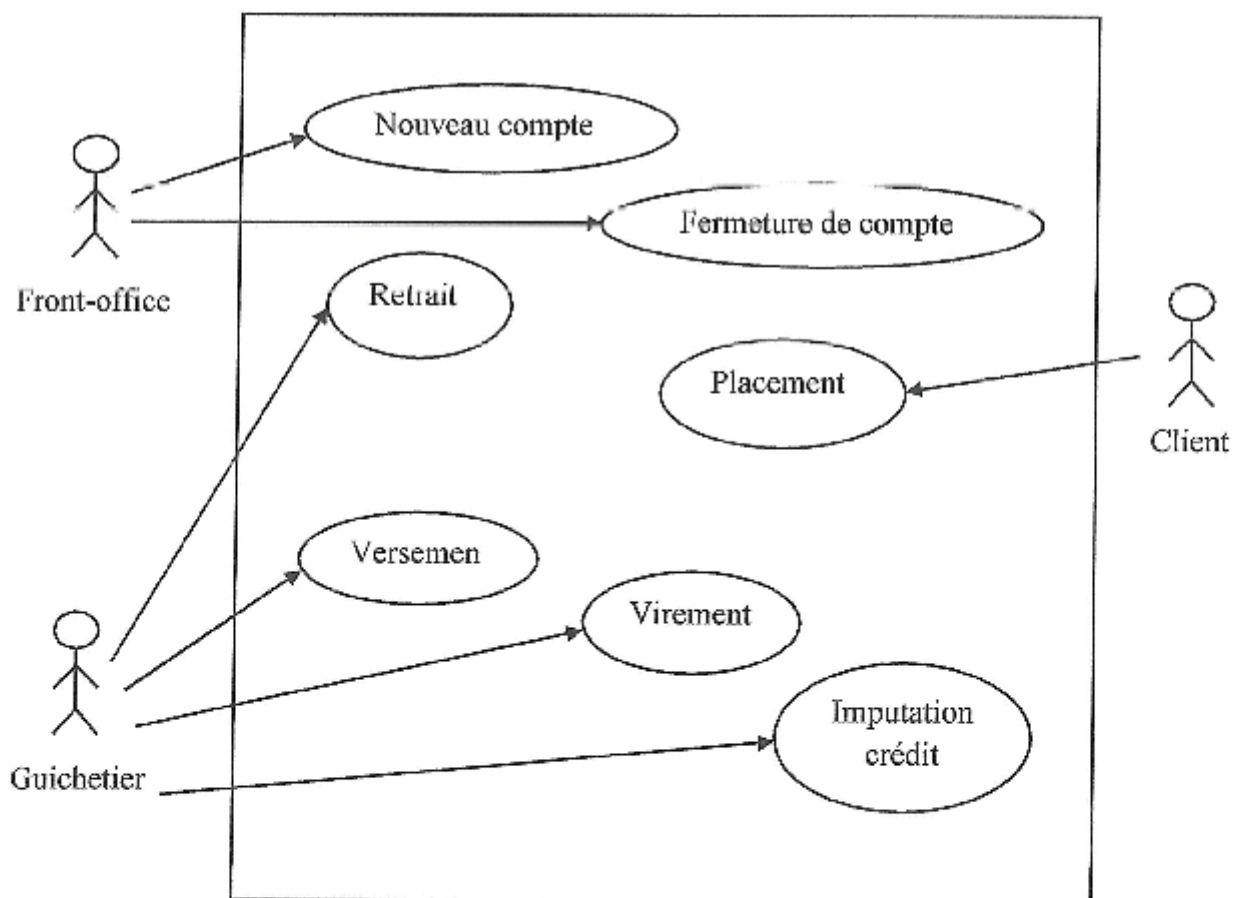 Nouveau compte
Fermeture de compte
Front-office
Retrait
Placement
Client
Versemen
Virement
Imputation
crédit
Guichetier